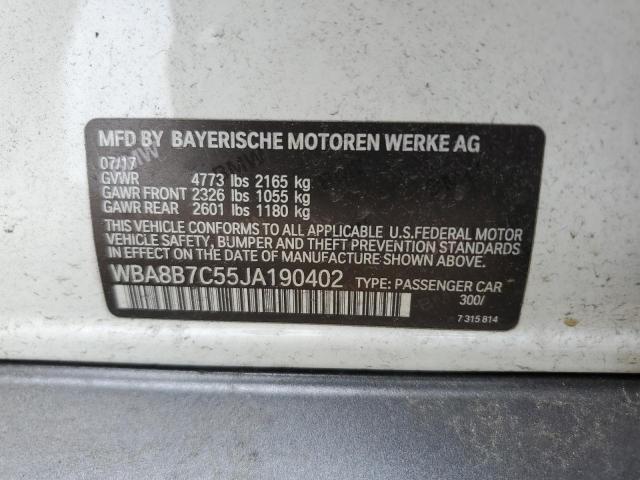 MFD BY BAYERISCHE MOTOREN WERKE AG
07/17
GVWR 4773 lbs 2165 kg
GAWR FRONT 2326 lbs 1055 kg
GAWR REAR 2601 lbs 1180 kg
THIS VEHICLE CONFORMS TO ALL APPLICABLE U.S.FEDERAL MOTOR
VEHICLE SAFETY, BUMPER AND THEFT PREVENTION STANDARDS
IN EFFECT ON THE DATE OF MANUFACTURE SHOWN ABOVE.
WBA8B7C55JA190402 TYPE: PASSENGER CAR
300/
7 315 814